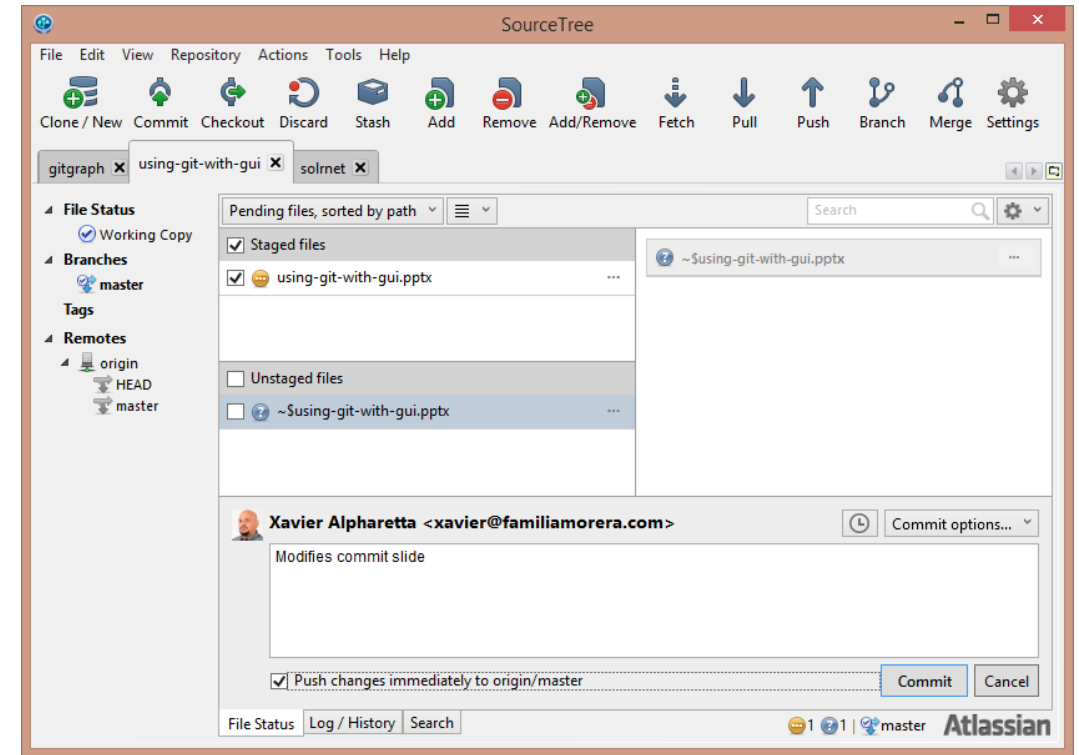 SourceTree
File Edit View Repository Actions Tools Help
Clone / New Commit Checkout Discard Stash Add Remove Add/Remove Fetch Pull Push Branch Merge Settings
gitgraph using-git-with-gui solrnet
File Status
Working Copy
Branches
master
Tags
Remotes
origin
HEAD
master
Pending files, sorted by path
Search
Staged files
using-git-with-gui.pptx
Unstaged files
~$using-git-with-gui.pptx
~$using-git-with-gui.pptx
Xavier Alpharetta <xavier@familiamorera.com>
Commit options...
Modifies commit slide
Push changes immediately to origin/master
Commit Cancel
File Status Log / History Search
1 1 | master Atlassian